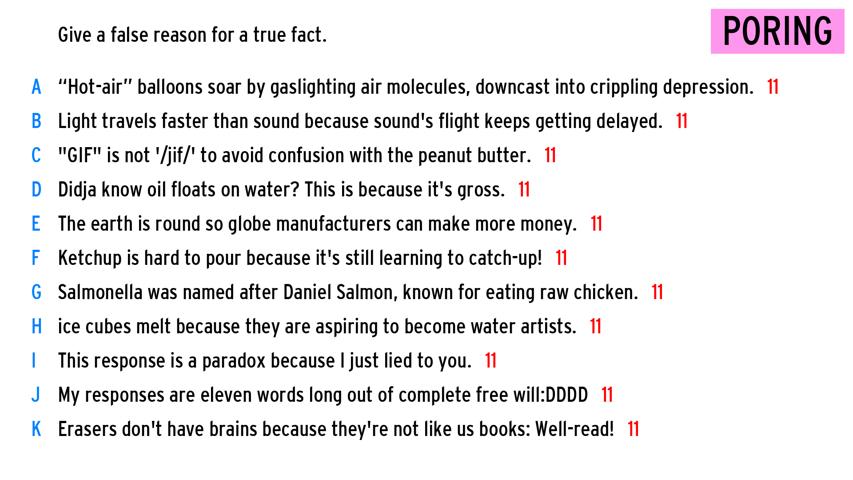 Give a false reason for a true fact.
PORING
A “Hot-air” balloons soar by gaslighting air molecules, downcast into crippling depression. 11
B Light travels faster than sound because sound's flight keeps getting delayed. 11
C "GIF" is not '/jif/' to avoid confusion with the peanut butter. 11
D Didja know oil floats on water? This is because it's gross. 11
E The earth is round so globe manufacturers can make more money. 11
F Ketchup is hard to pour because it's still learning to catch-up! 11
G Salmonella was named after Daniel Salmon, known for eating raw chicken. 11
H ice cubes melt because they are aspiring to become water artists. 11
I This response is a paradox because I just lied to you. 11
J My responses are eleven words long out of complete free will:DDDD 11
K Erasers don't have brains because they're not like us books: Well-read! 11